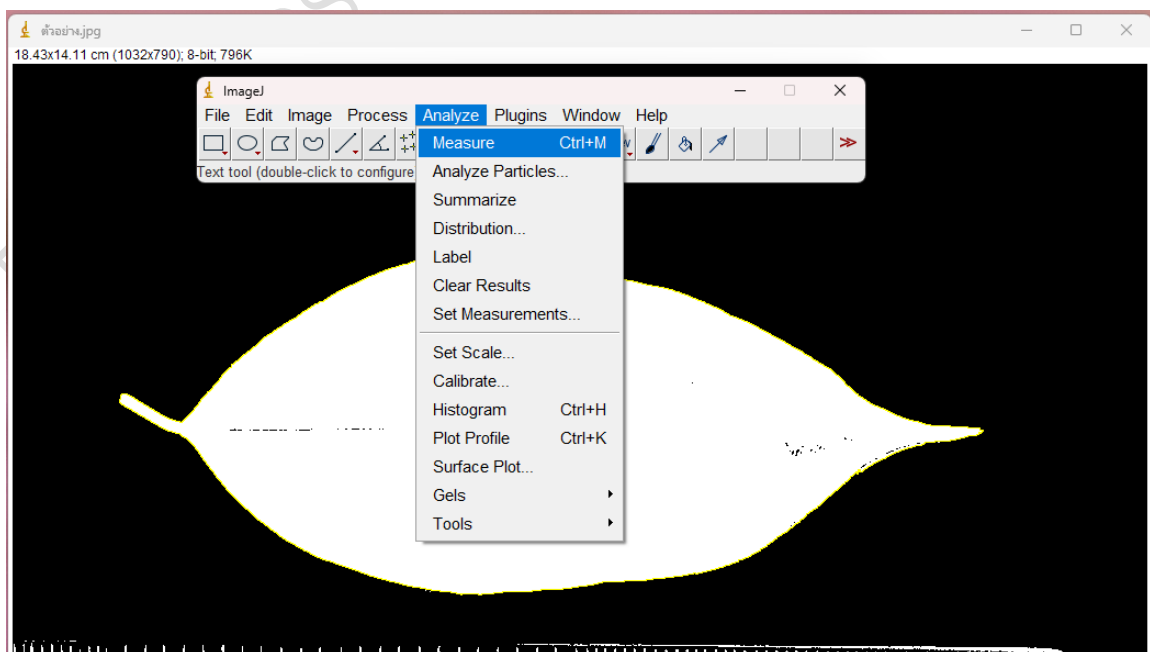 ตัวอย่าง.jpg
18.43x14.11 cm (1032x790); 8-bit; 796K
ImageJ
File Edit Image Process Analyze Plugins Window Help
Text tool (double-click to configure
Measure Ctrl+M
Analyze Particles...
Summarize
Distribution...
Label
Clear Results
Set Measurements...
Set Scale...
Calibrate...
Histogram Ctrl+H
Plot Profile Ctrl+K
Surface Plot...
Gels
Tools